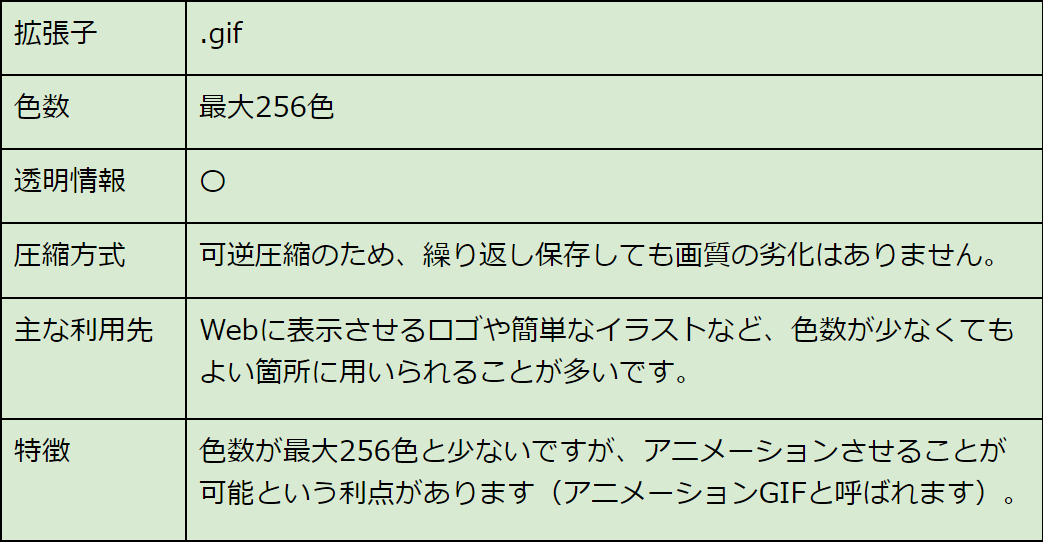 拡張子 .gif
色数 最大256色
透明情報 〇
圧縮方式 可逆圧縮のため、繰り返し保存しても画質の劣化はありません。
主な利用先 Webに表示させるロゴや簡単なイラストなど、色数が少なくても
よい箇所に用いられることが多いです。
特徴 色数が最大256色と少ないですが、アニメーションさせることが
可能という利点があります（アニメーションGIFと呼ばれます）。